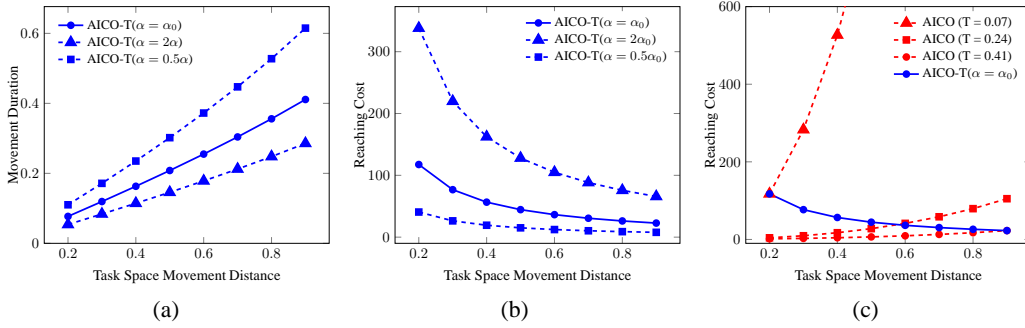 0.6
0.4
0.2
0
Movement Duration
AICO-T(α = α₀)
AICO-T(α = 2α)
AICO-T(α = 0.5α)
0.2 0.4 0.6 0.8
Task Space Movement Distance
(a)
300
200
100
0
Reaching Cost
AICO-T(α = α₀)
AICO-T(α = 2α₀)
AICO-T(α = 0.5α₀)
0.2 0.4 0.6 0.8
Task Space Movement Distance
(b)
600
400
200
0
Reaching Cost
AICO (T = 0.07)
AICO (T = 0.24)
AICO (T = 0.41)
AICO-T(α = α₀)
0.2 0.4 0.6 0.8
Task Space Movement Distance
(c)